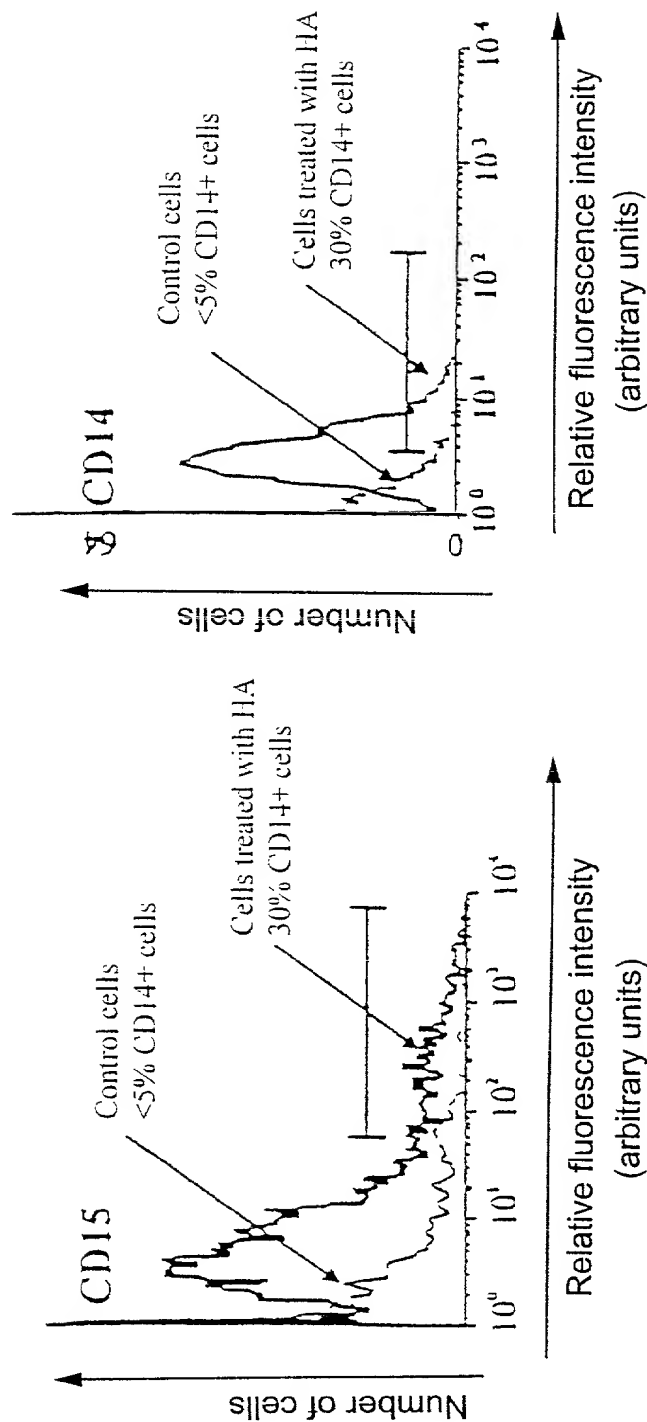 CD15
Number of cells
Control cells
<5% CD14+ cells
Cells treated with HA
30% CD14+ cells
10⁰
10¹
10²
10³
10⁴
Relative fluorescence intensity
(arbitrary units)
CD14
Number of cells
0
Control cells
<5% CD14+ cells
Cells treated with HA
30% CD14+ cells
10⁰
10¹
10²
10³
10⁴
Relative fluorescence intensity
(arbitrary units)